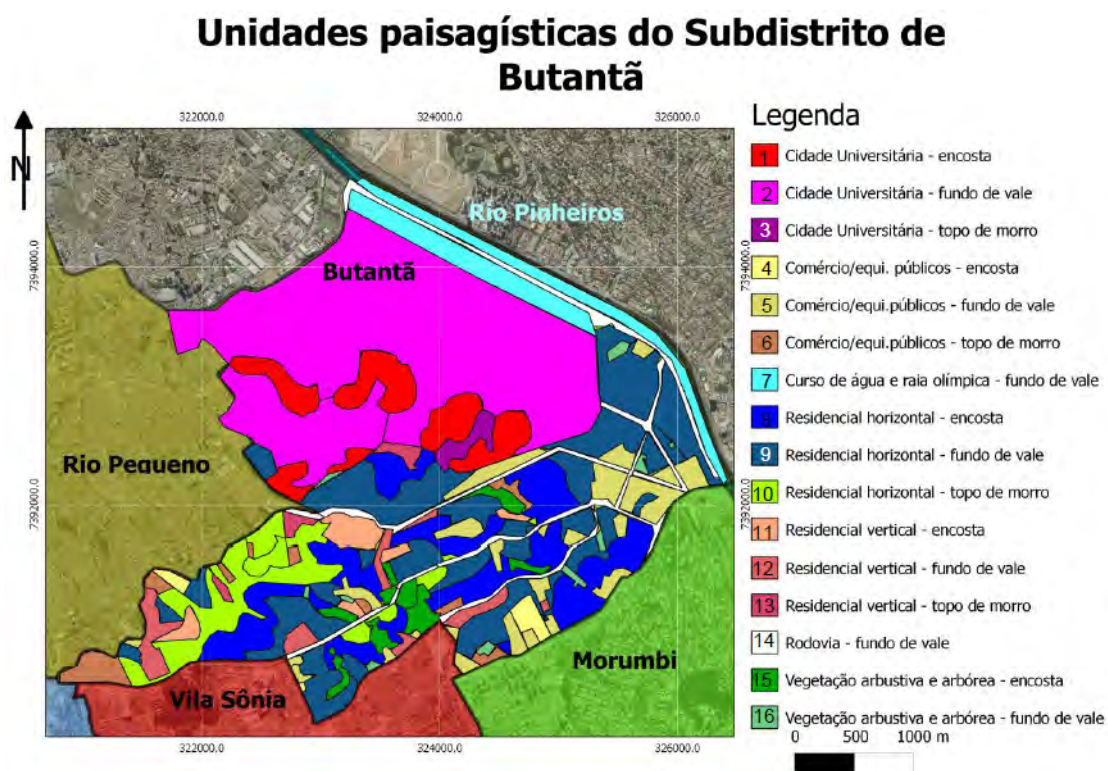 Unidades paisagísticas do Subdistrito de
Butantã
322000.0
324000.0
326000.0
N
Rio Pinheiros
7394000.0
Butantã
7394000.0
Rio Pequeno
7392000.0
7392000.0
Morumbi
Vila Sônia
322000.0
324000.0
326000.0
Legenda
1 Cidade Universitária - encosta
2 Cidade Universitária - fundo de vale
3 Cidade Universitária - topo de morro
4 Comércio/equi. públicos - encosta
5 Comércio/equi.públicos - fundo de vale
6 Comércio/equi.públicos - topo de morro
7 Curso de água e raia olímpica - fundo de vale
8 Residencial horizontal - encosta
9 Residencial horizontal - fundo de vale
10 Residencial horizontal - topo de morro
11 Residencial vertical - encosta
12 Residencial vertical - fundo de vale
13 Residencial vertical - topo de morro
14 Rodovia - fundo de vale
15 Vegetação arbustiva e arbórea - encosta
16 Vegetação arbustiva e arbórea - fundo de vale
0 500 1000 m